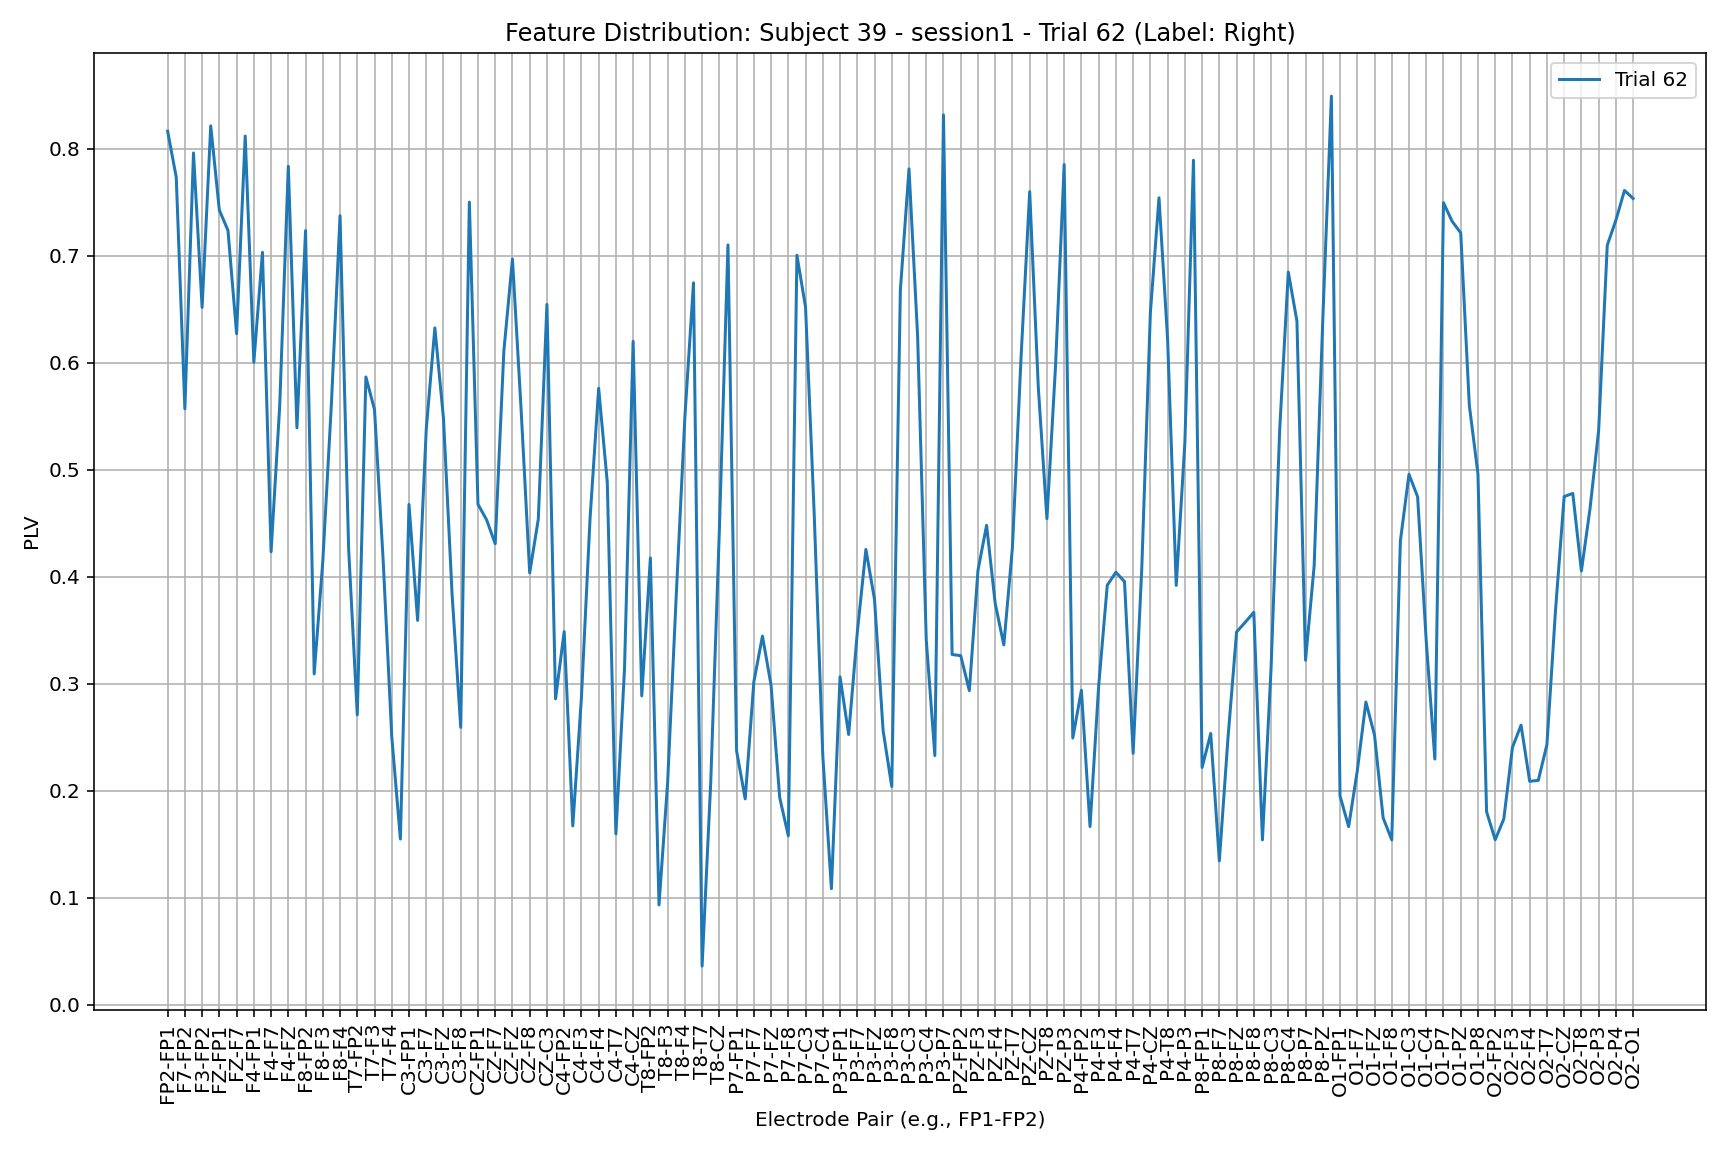 Feature Distribution: Subject 39 - session1 - Trial 62 (Label: Right)
Trial 62
PLV
0.8
0.7
0.6
0.5
0.4
0.3
0.2
0.1
0.0
FP2-FP1
F7-FP2
F3-FP2
FZ-FP1
FZ-F7
F4-FP1
F4-F7
F4-FZ
F8-FP2
F8-F3
F8-F4
T7-FP2
T7-F3
T7-F4
C3-FP1
C3-F7
C3-FZ
C3-F8
CZ-FP1
CZ-F7
CZ-FZ
CZ-F8
CZ-C3
C4-FP2
C4-F3
C4-F4
C4-T7
C4-CZ
T8-FP2
T8-F3
T8-F4
T8-T7
T8-CZ
P7-FP1
P7-F7
P7-FZ
P7-F8
P7-C3
P7-C4
P3-FP1
P3-F7
P3-FZ
P3-F8
P3-C3
P3-C4
P3-P7
PZ-FP2
PZ-F3
PZ-F4
PZ-T7
PZ-CZ
PZ-T8
PZ-P3
P4-FP2
P4-F3
P4-F4
P4-T7
P4-CZ
P4-T8
P4-P3
P8-FP1
P8-F7
P8-FZ
P8-F8
P8-C3
P8-C4
P8-P7
P8-PZ
O1-FP1
O1-F7
O1-FZ
O1-F8
O1-C3
O1-C4
O1-P7
O1-PZ
O1-P8
O2-FP2
O2-F3
O2-F4
O2-T7
O2-CZ
O2-T8
O2-P3
O2-P4
O2-O1
Electrode Pair (e.g., FP1-FP2)